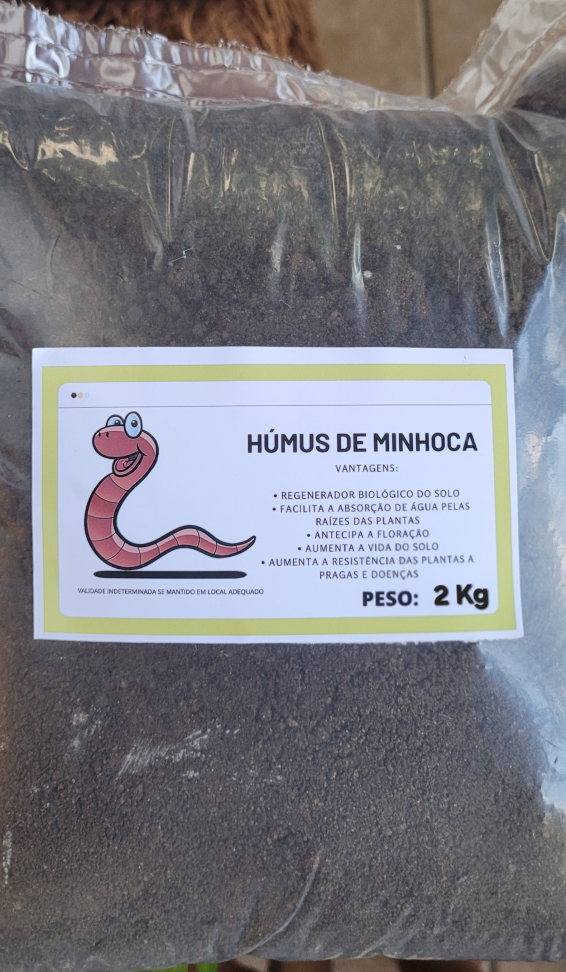 HÚMUS DE MINHOCA
VANTAGENS:
• REGENERADOR BIOLÓGICO DO SOLO
• FACILITA A ABSORÇÃO DE ÁGUA PELAS
RAÍZES DAS PLANTAS
• ANTECIPA A FLORAÇÃO
• AUMENTA A VIDA DO SOLO
• AUMENTA A RESISTÊNCIA DAS PLANTAS A
PRAGAS E DOENÇAS
VALIDADE INDETERMINADA SE MANTIDO EM LOCAL ADEQUADO
PESO: 2 Kg